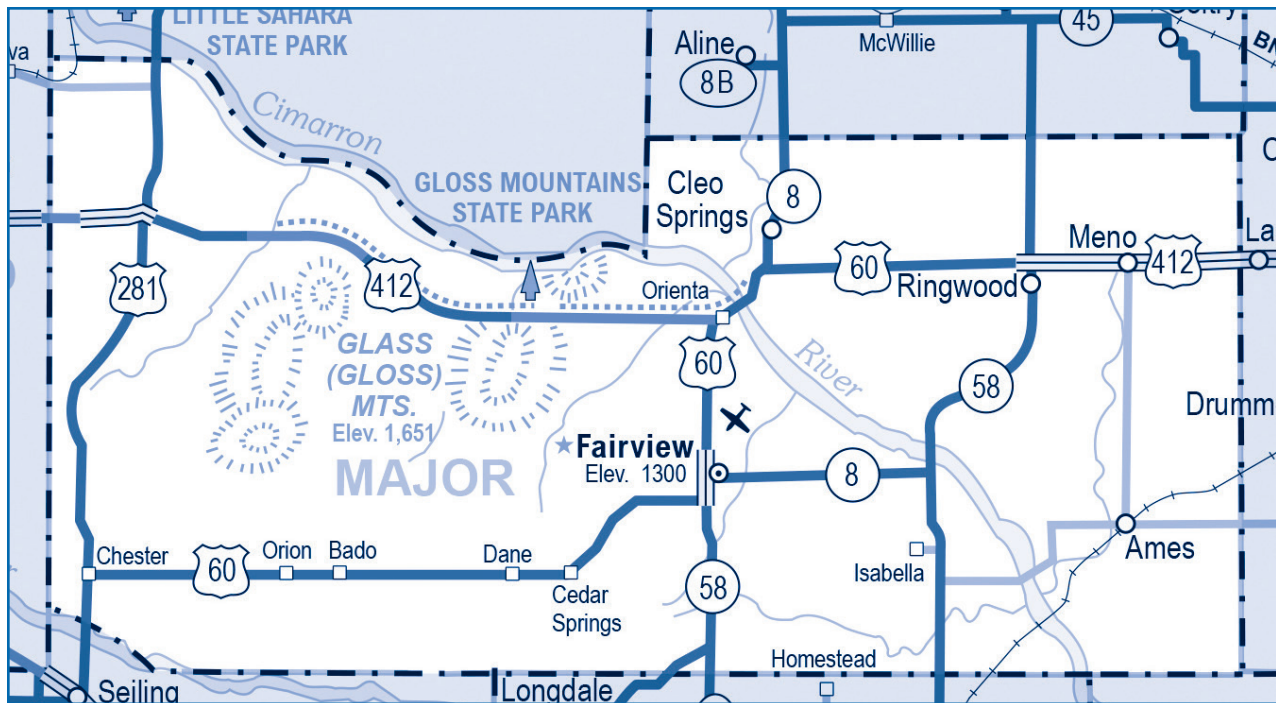 LITTLE SAHARA
STATE PARK
Aline
8B
McWillie
45
Cimarron
GLOSS MOUNTAINS
STATE PARK
Cleo
Springs
8
281
412
Orienta
60
Ringwood
Meno
412
La
GLASS
(GLOSS)
MTS.
Elev. 1,651
MAJOR
60
River
58
Drumm
Fairview
Elev. 1300
8
Chester
60
Orion
Bado
Dane
Cedar
Springs
58
Isabella
Ames
Homestead
Seiling
Longdale